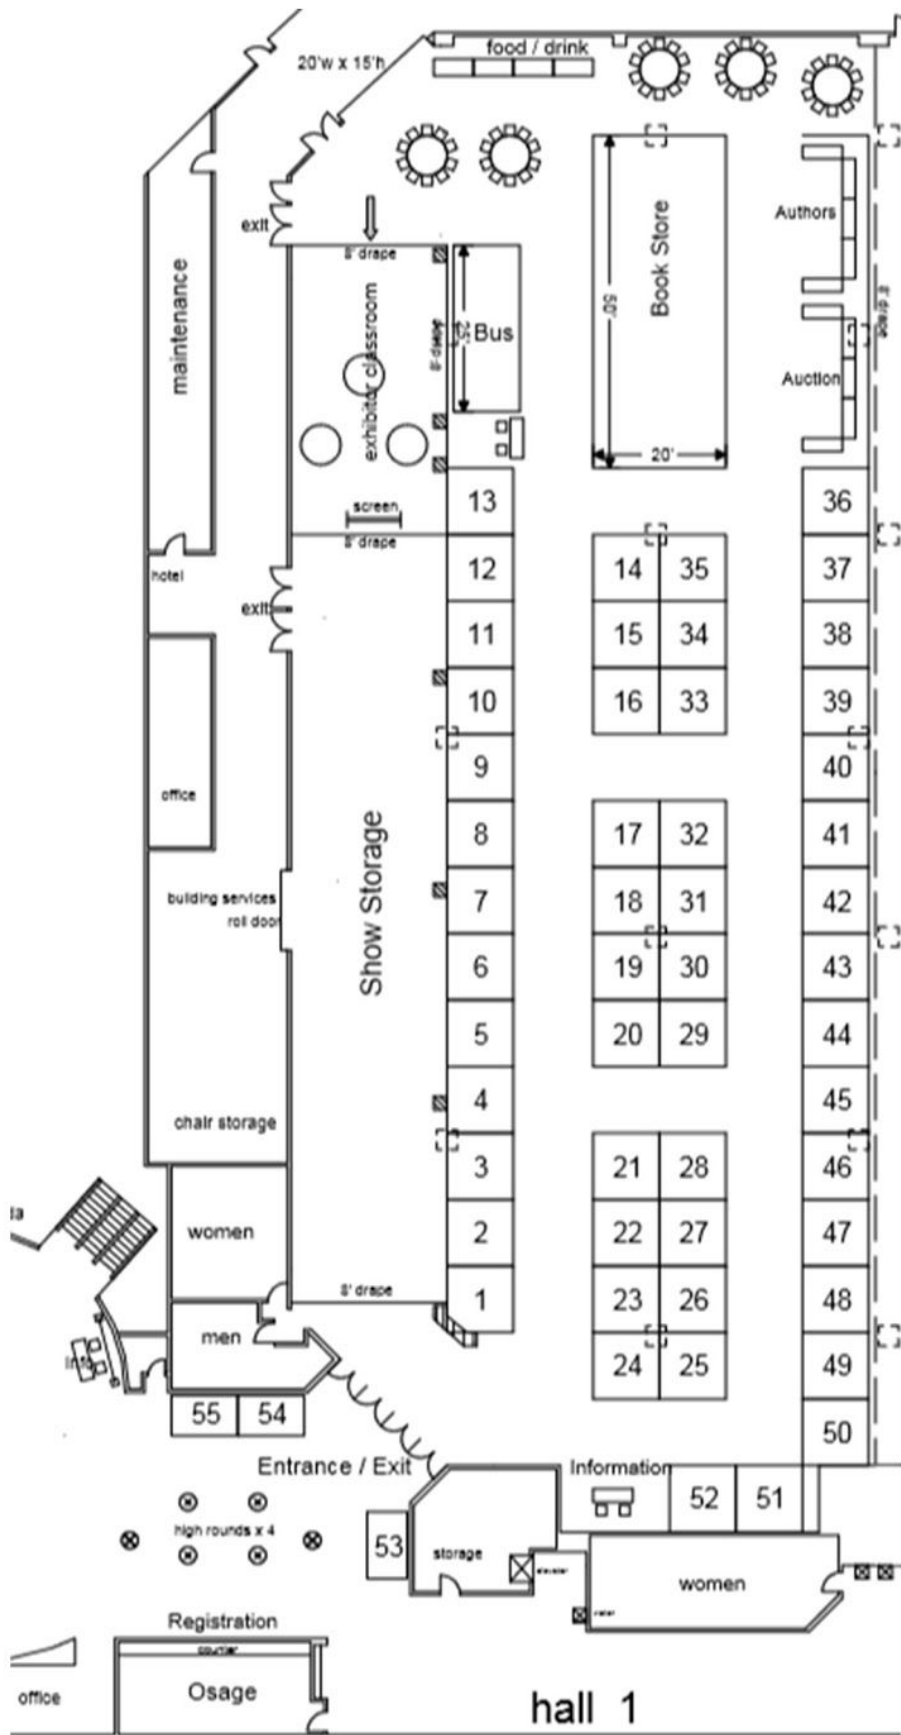 food / drink
20'w x 15'h
exit
8' drape
maintenance
exhibitor classroom
8' drape
25'
Bus
50'
Book Store
20'
Authors
Auction
8' drape
screen
8' drape
hotel
exit
office
building services
roll door
chair storage
Show Storage
13
12
11
10
9
8
7
6
5
4
3
2
1
14 35
15 34
16 33
17 32
18 31
19 30
20 29
21 28
22 27
23 26
24 25
36
37
38
39
40
41
42
43
44
45
46
47
48
49
50
women
8' drape
men
55 54
Entrance / Exit
Information
52 51
high rounds x 4
53
storage
women
Registration
counter
office
Osage
hall 1